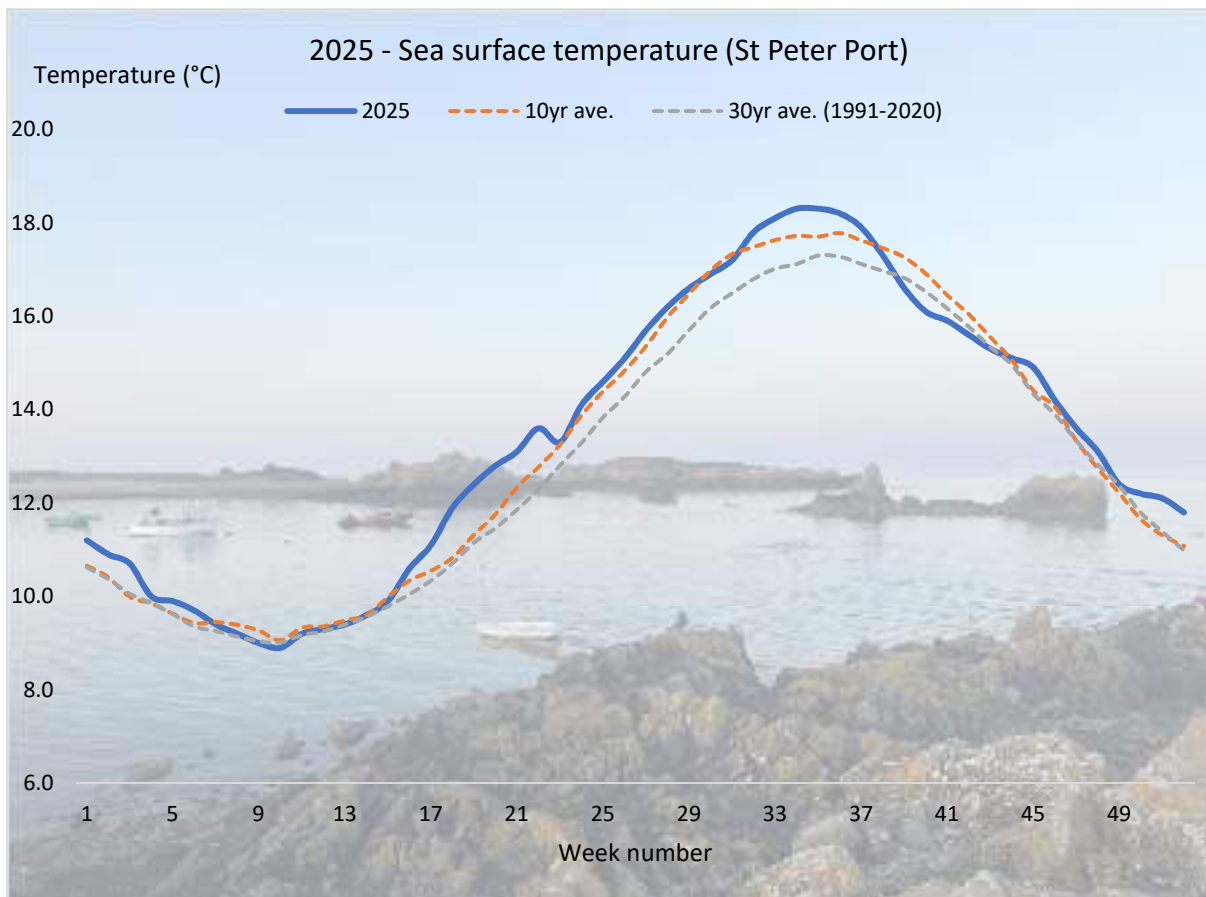 2025 - Sea surface temperature (St Peter Port)
Temperature (°C)
2025 10yr ave. 30yr ave. (1991-2020)
20.0
18.0
16.0
14.0
12.0
10.0
8.0
6.0
1 5 9 13 17 21 25 29 33 37 41 45 49
Week number